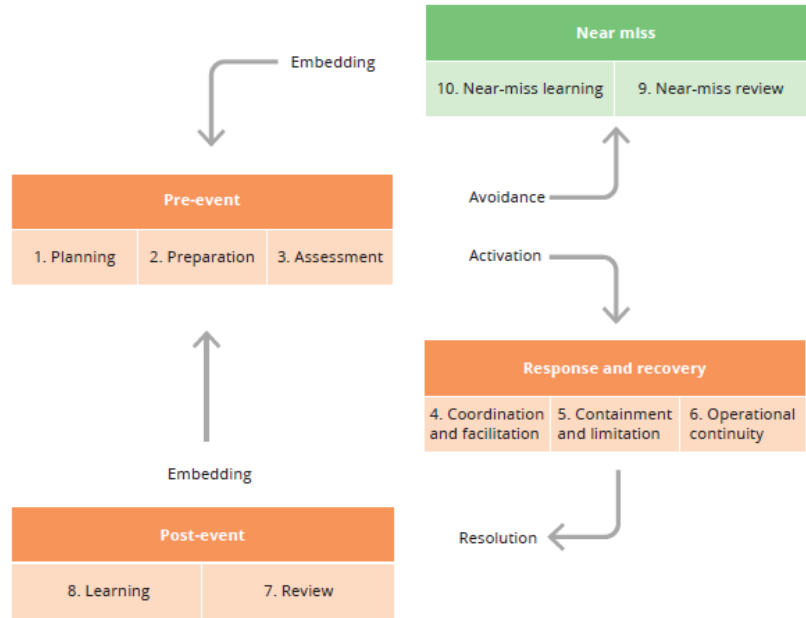 Embedding
Near miss
10. Near-miss learning
9. Near-miss review
Pre-event
1. Planning
2. Preparation
3. Assessment
Avoidance
Activation
Response and recovery
4. Coordination
and facilitation
5. Containment
and limitation
6. Operational
continuity
Embedding
Resolution
Post-event
8. Learning
7. Review